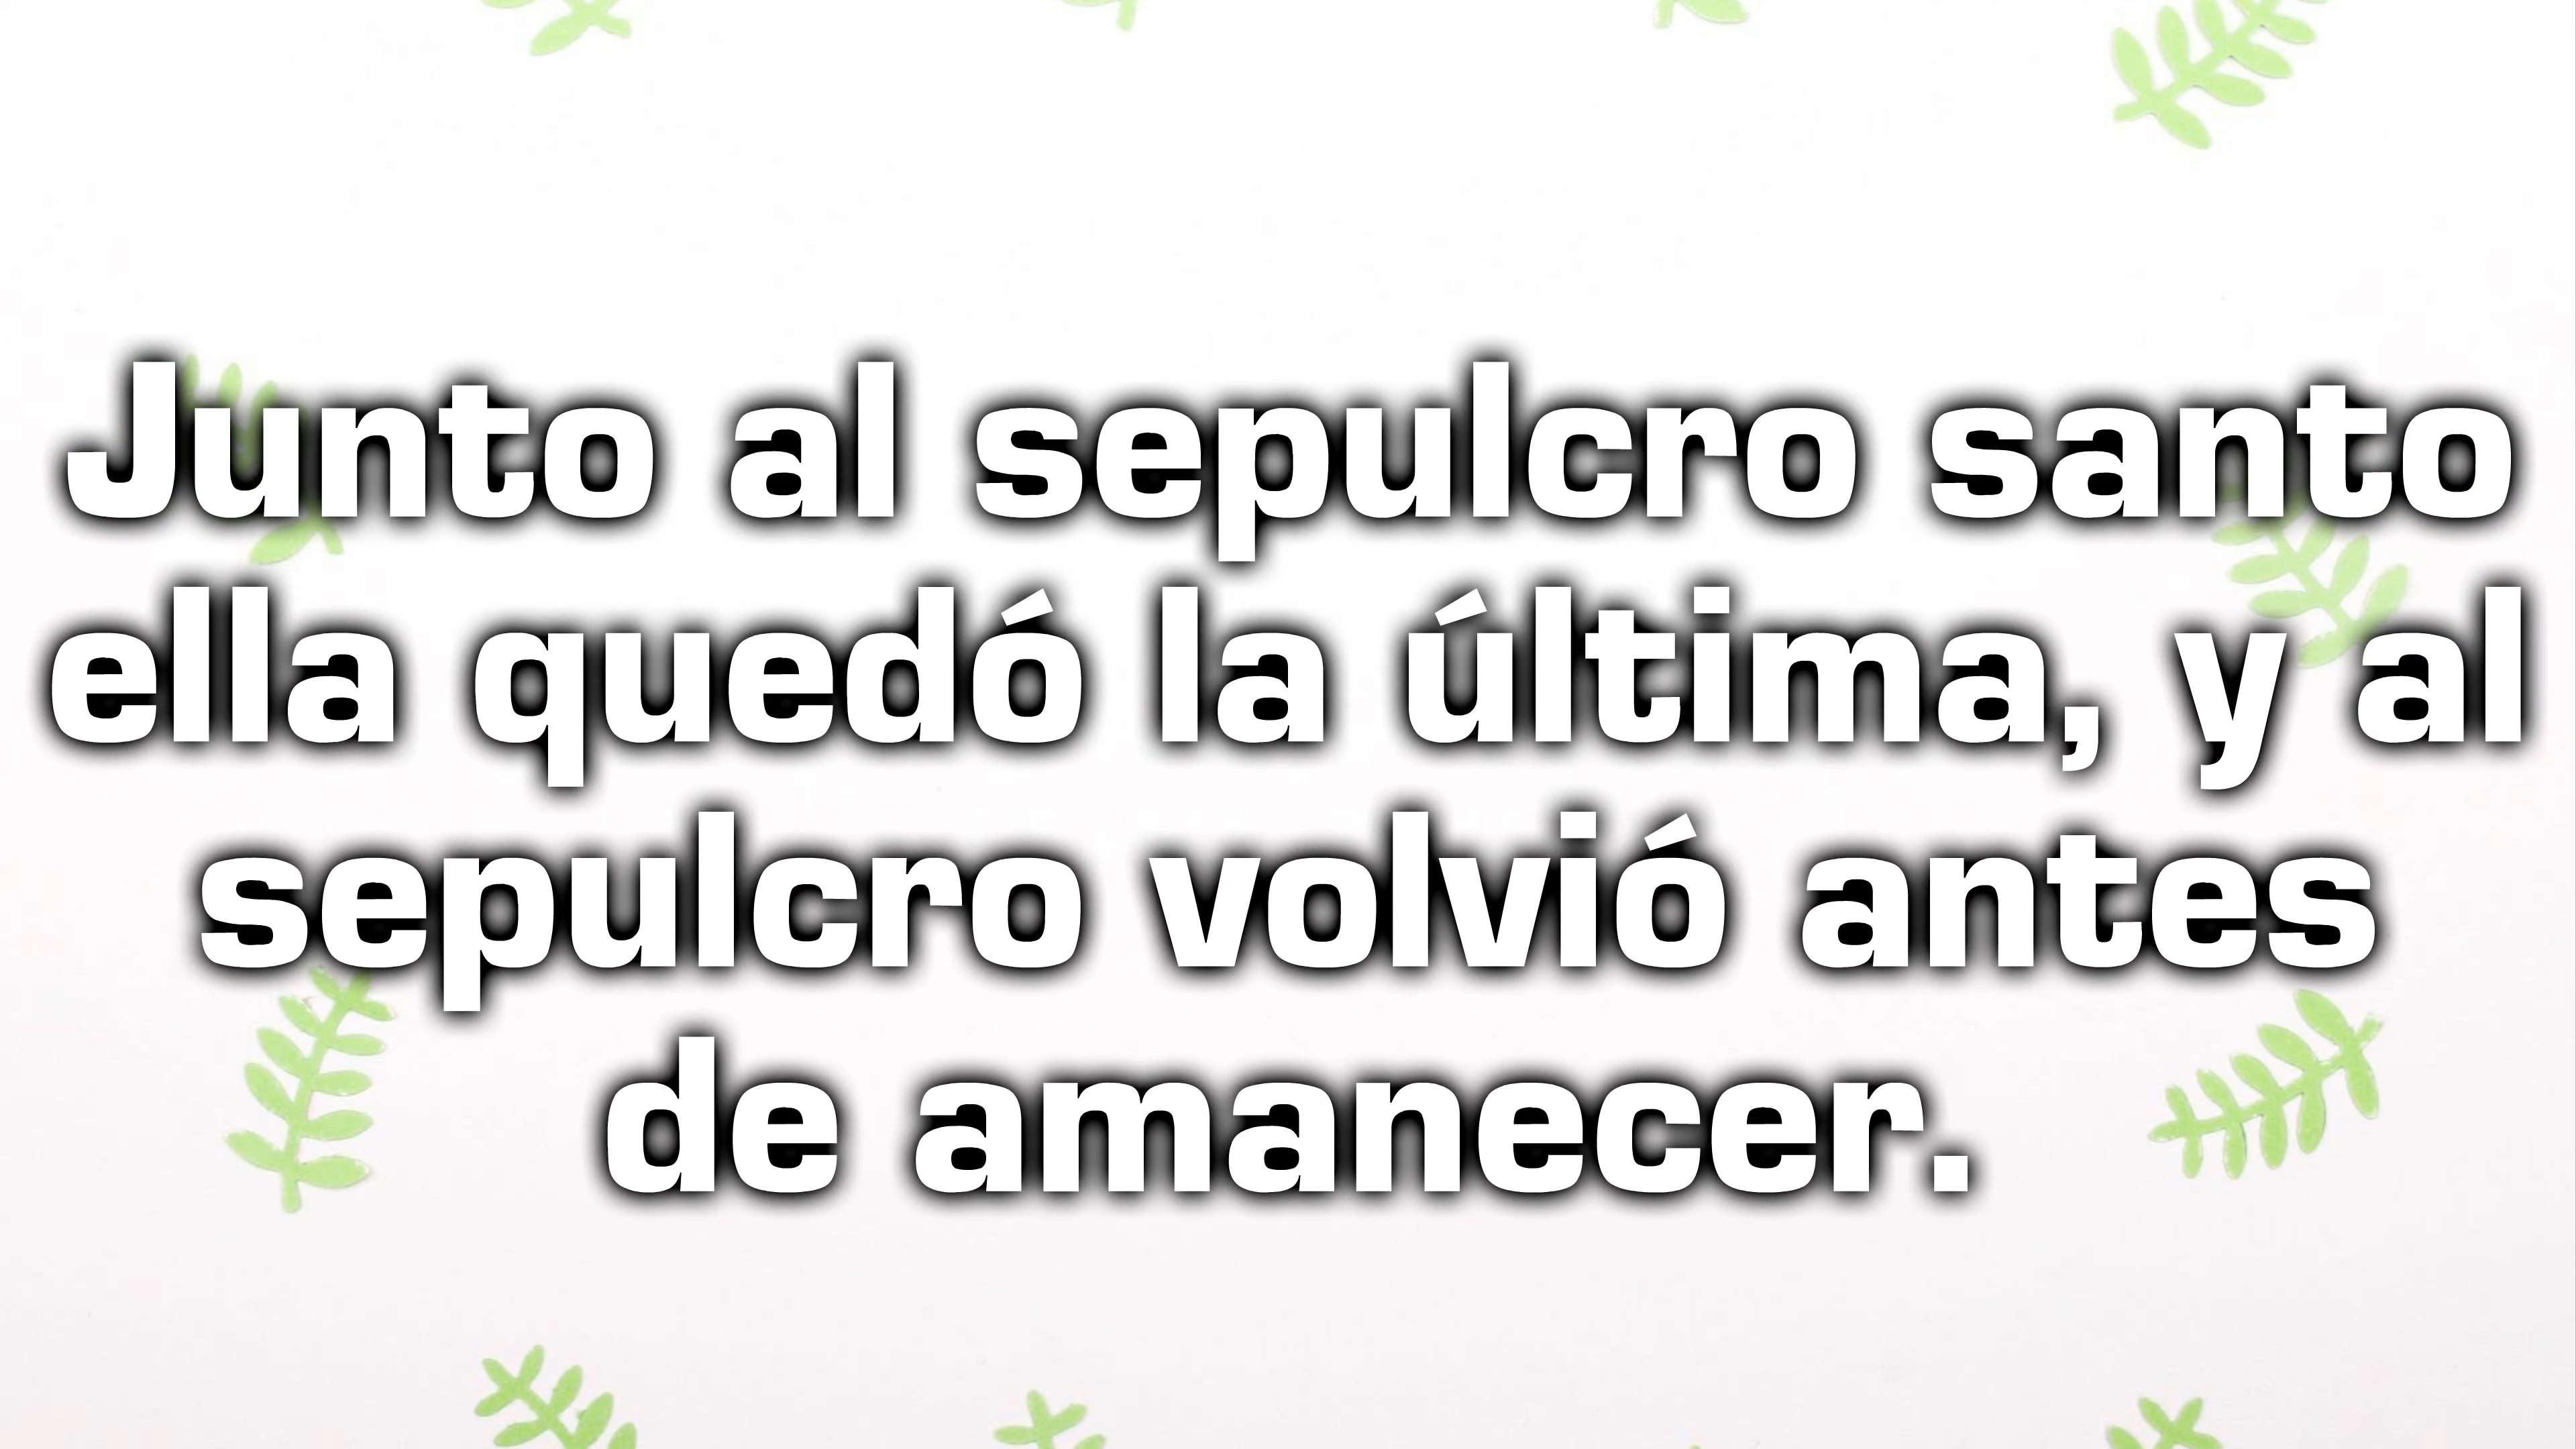 Junto al sepulcro santo
ella quedó la última, y al
sepulcro volvió antes
de amanecer.